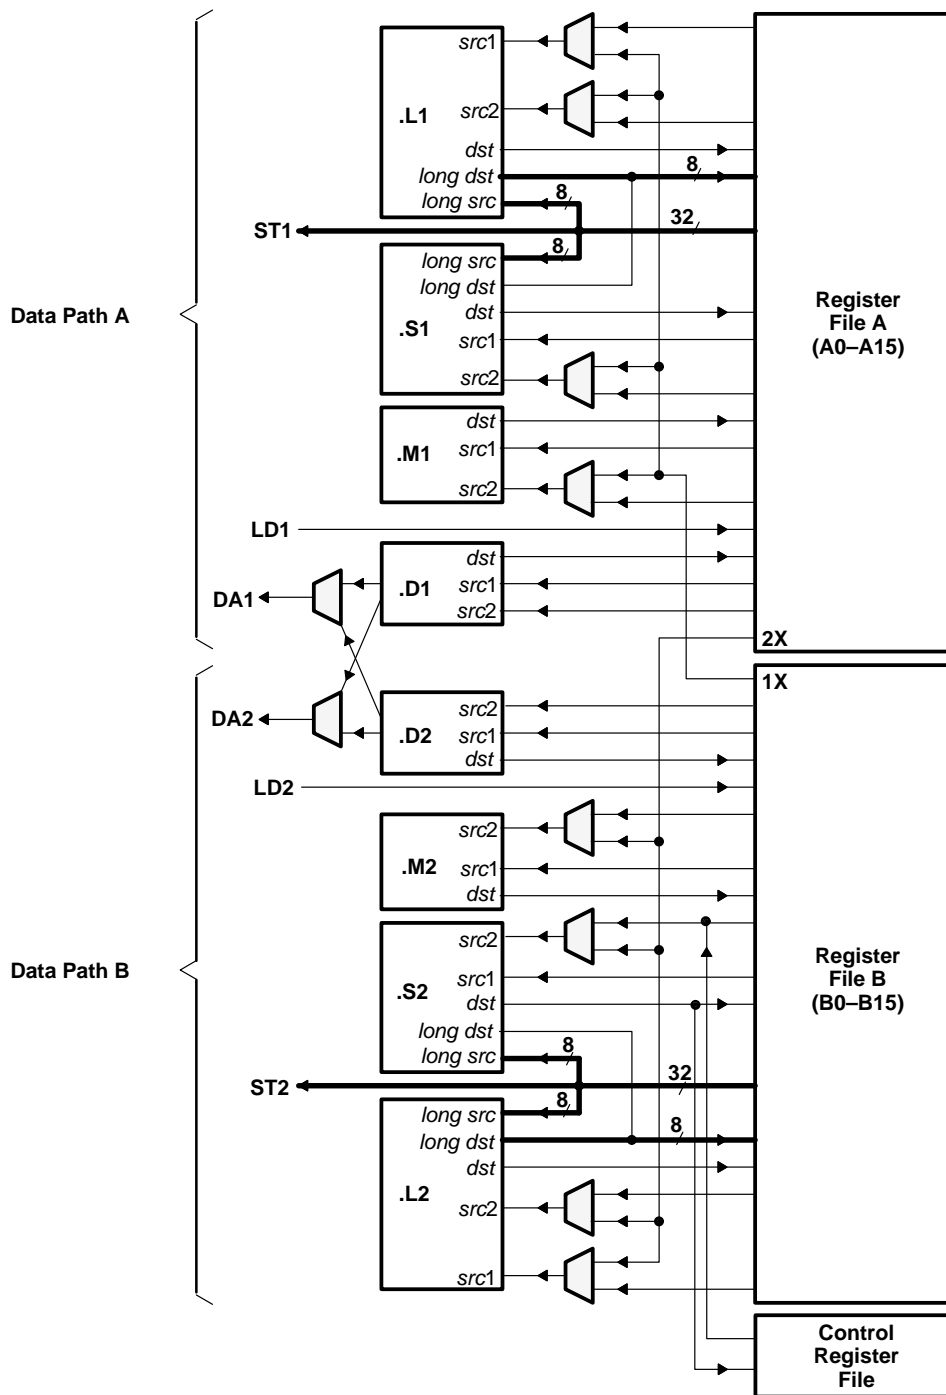 src1
.L1
src2
dst
long dst
8
8
long src
ST1
32
8
long src
long dst
dst
.S1
src1
src2
Data Path A
Register
File A
(A0–A15)
dst
.M1
src1
src2
LD1
dst
.D1
src1
src2
DA1
2X
1X
DA2
src2
.D2
src1
dst
LD2
src2
.M2
src1
dst
src2
.S2
src1
dst
long dst
8
long src
Data Path B
Register
File B
(B0–B15)
ST2
32
8
long src
8
long dst
dst
.L2
src2
src1
Control
Register
File